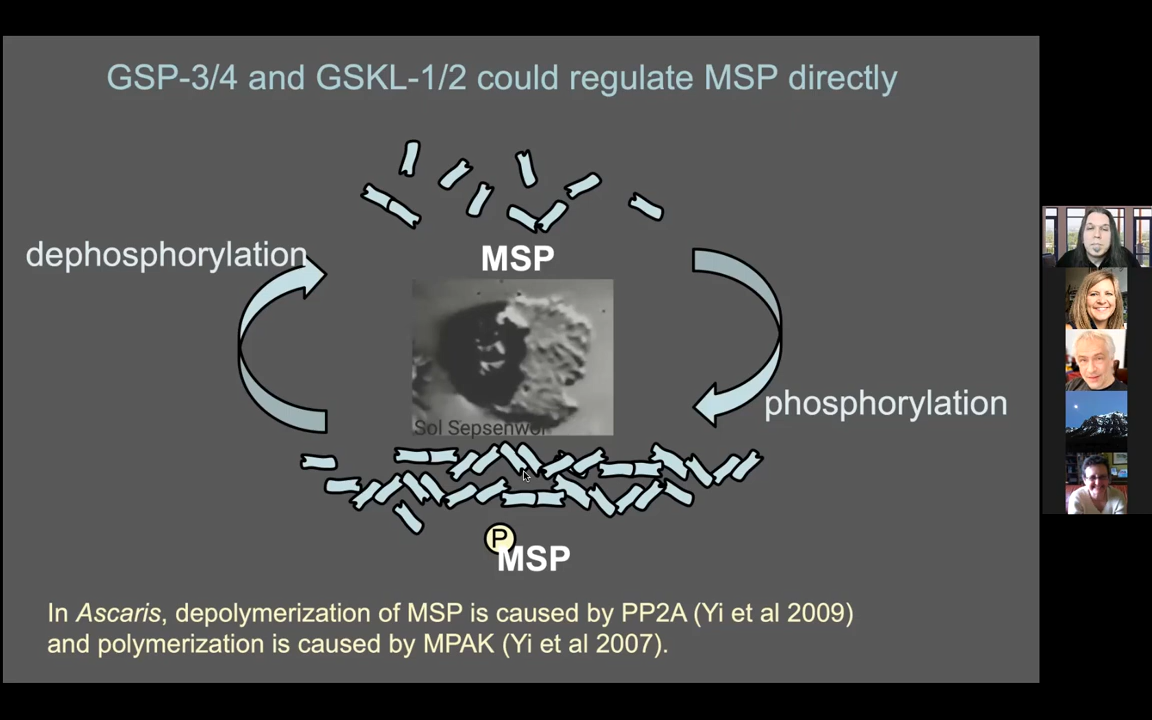 GSP-3/4 and GSKL-1/2 could regulate MSP directly
dephosphorylation
MSP
Sol Sepsenwol
phosphorylation
P
MSP
In Ascaris, depolymerization of MSP is caused by PP2A (Yi et al 2009)
and polymerization is caused by MPAK (Yi et al 2007).